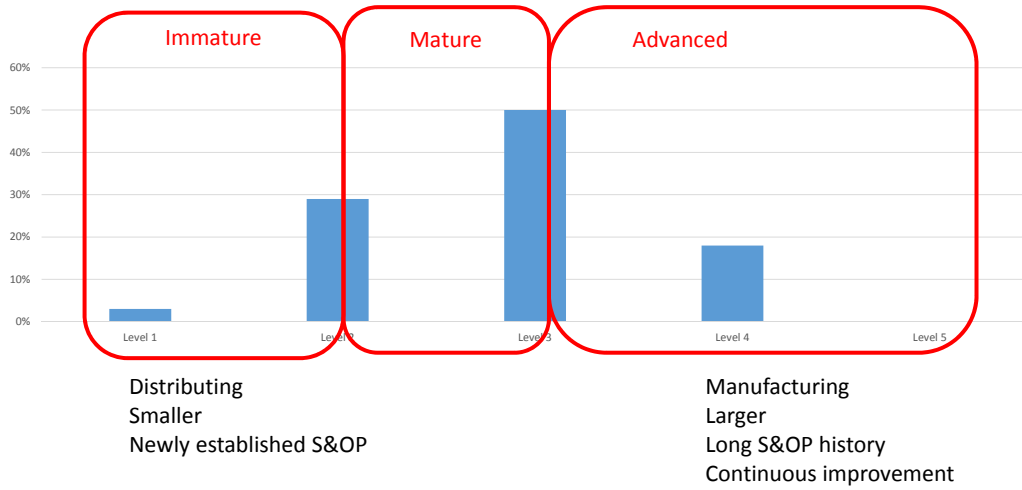 Immature
Mature
Advanced
60%
50%
40%
30%
20%
10%
0%
Level 1
Level 2
Level 3
Level 4
Level 5
Distributing
Smaller
Newly established S&OP
Manufacturing
Larger
Long S&OP history
Continuous improvement